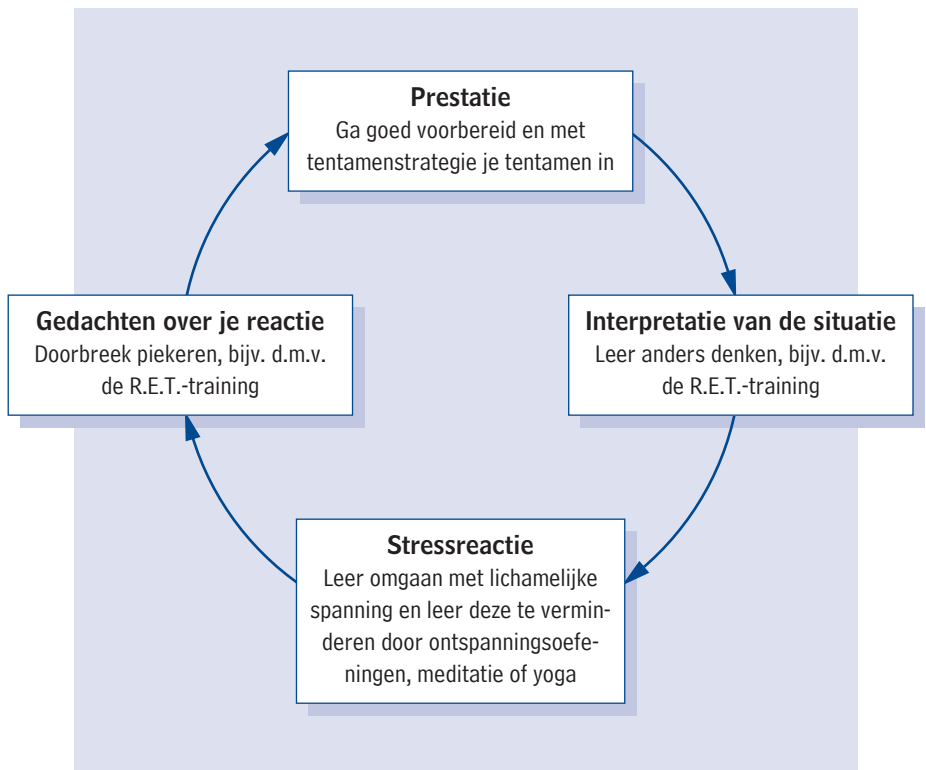 Prestatie
Ga goed voorbereid en met
tentamenstrategie je tentamen in
Gedachten over je reactie
Doorbreek piekeren, bijv. d.m.v.
de R.E.T.-training
Interpretatie van de situatie
Leer anders denken, bijv. d.m.v.
de R.E.T.-training
Stressreactie
Leer omgaan met lichamelijke
spanning en leer deze te vermin-
deren door ontspanningsoefe-
ningen, meditatie of yoga